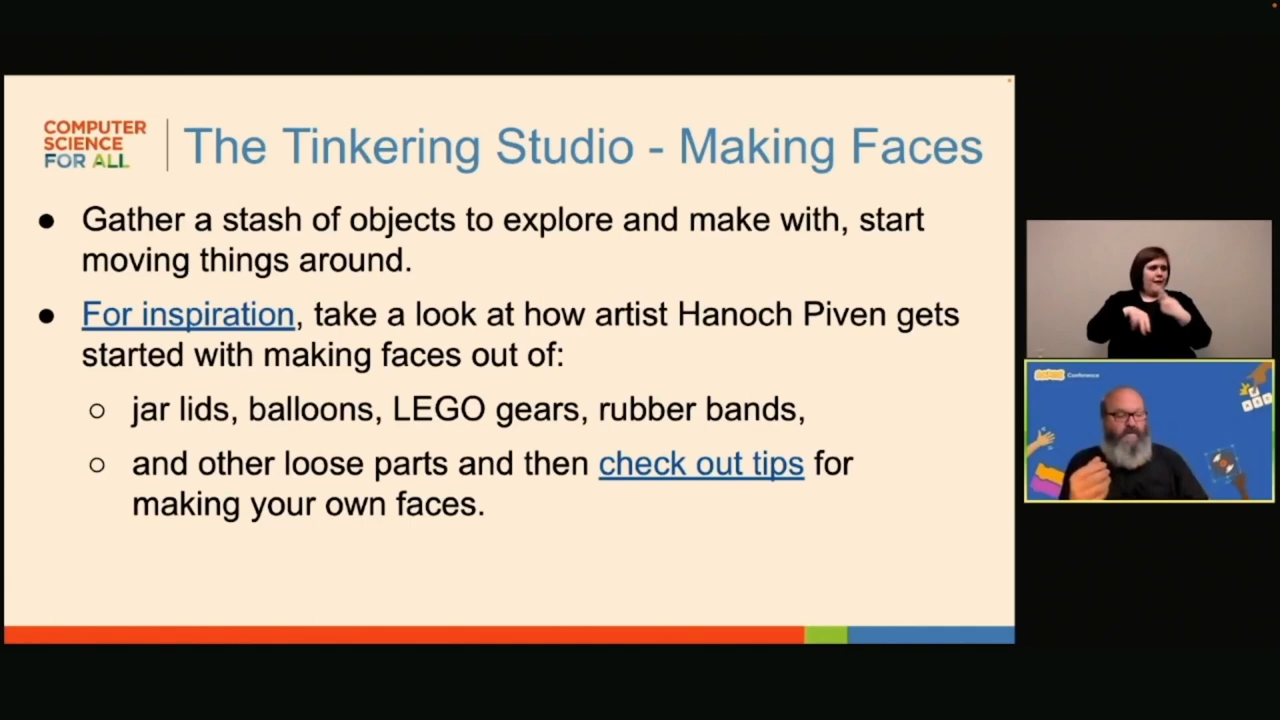 COMPUTER
SCIENCE
FOR ALL
The Tinkering Studio - Making Faces
● Gather a stash of objects to explore and make with, start
moving things around.
● For inspiration, take a look at how artist Hanoch Piven gets
started with making faces out of:
○ jar lids, balloons, LEGO gears, rubber bands,
○ and other loose parts and then check out tips for
making your own faces.
Conference